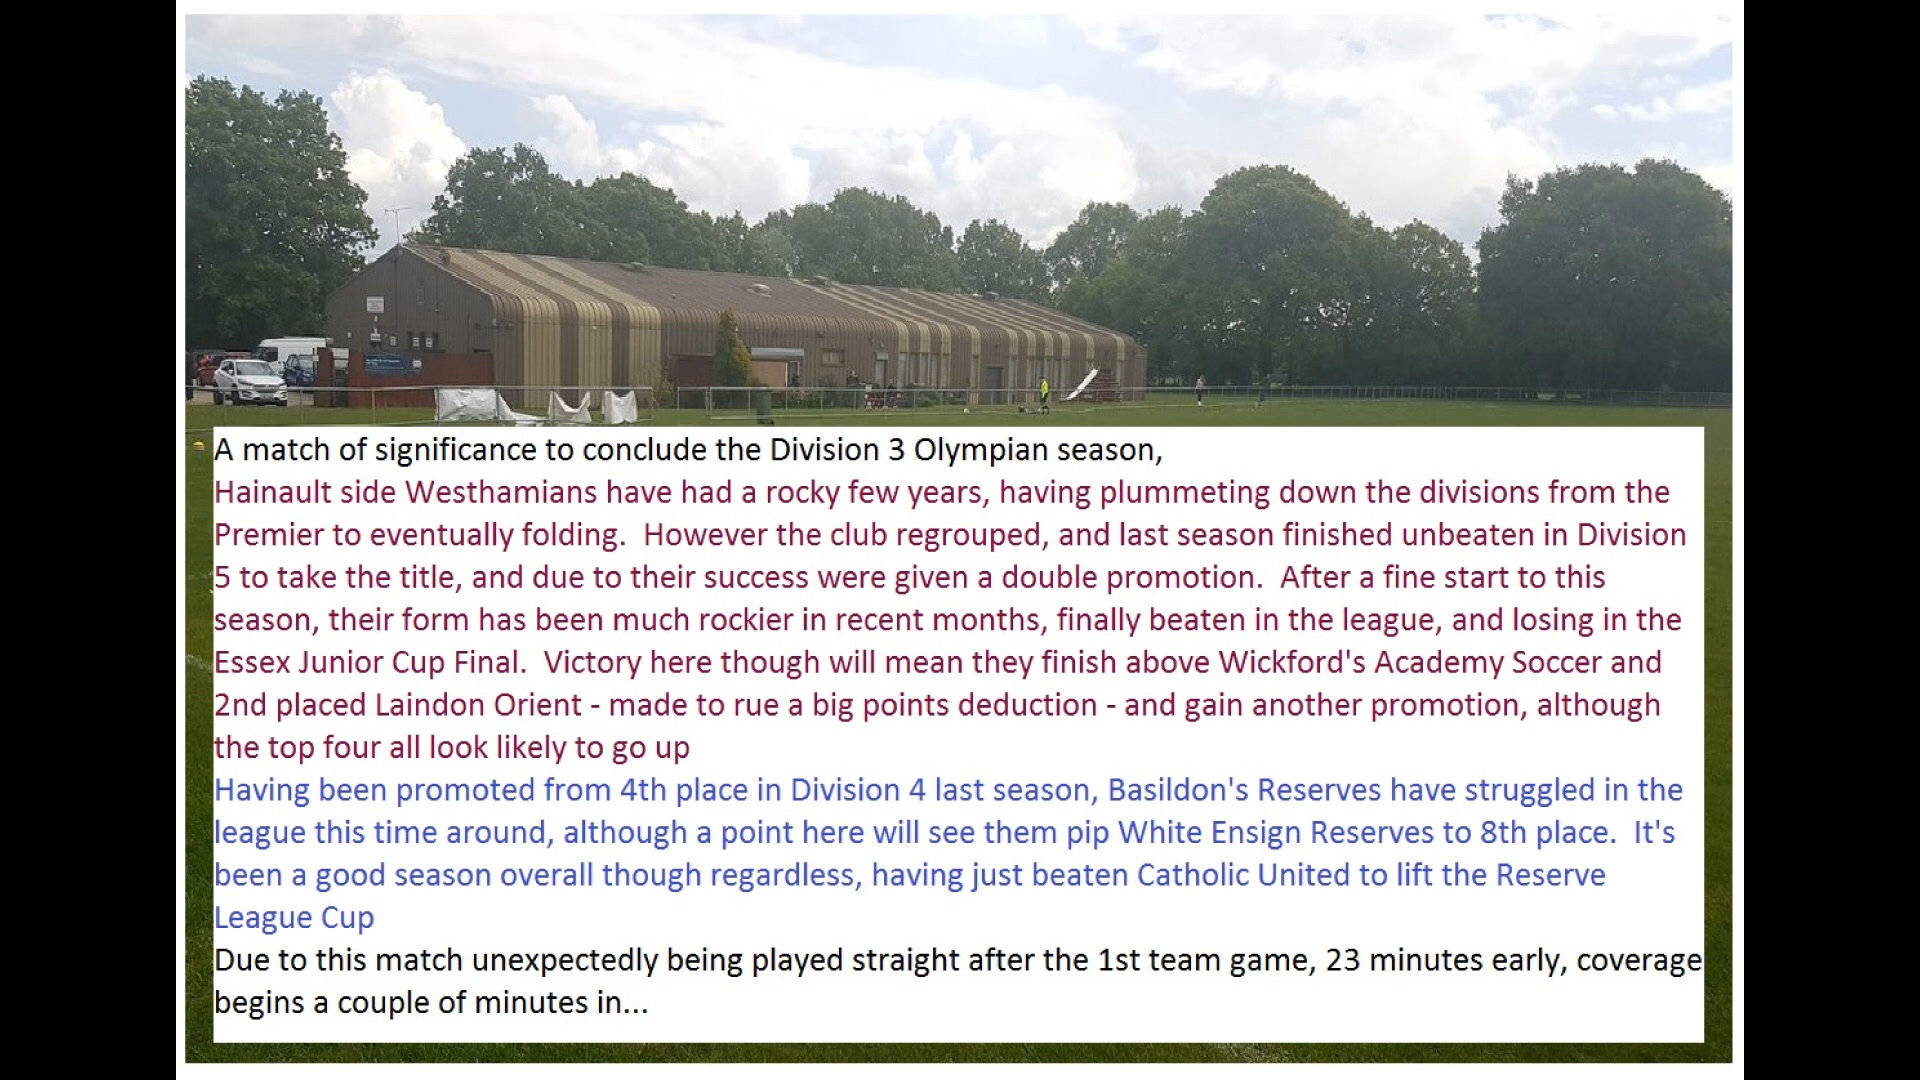 A match of significance to conclude the Division 3 Olympian season,
Hainault side Westhamians have had a rocky few years, having plummeting down the divisions from the
Premier to eventually folding.  However the club regrouped, and last season finished unbeaten in Division
5 to take the title, and due to their success were given a double promotion.  After a fine start to this
season, their form has been much rockier in recent months, finally beaten in the league, and losing in the
Essex Junior Cup Final.  Victory here though will mean they finish above Wickford's Academy Soccer and
2nd placed Laindon Orient - made to rue a big points deduction - and gain another promotion, although
the top four all look likely to go up
Having been promoted from 4th place in Division 4 last season, Basildon's Reserves have struggled in the
league this time around, although a point here will see them pip White Ensign Reserves to 8th place.  It's
been a good season overall though regardless, having just beaten Catholic United to lift the Reserve
League Cup
Due to this match unexpectedly being played straight after the 1st team game, 23 minutes early, coverage
begins a couple of minutes in...